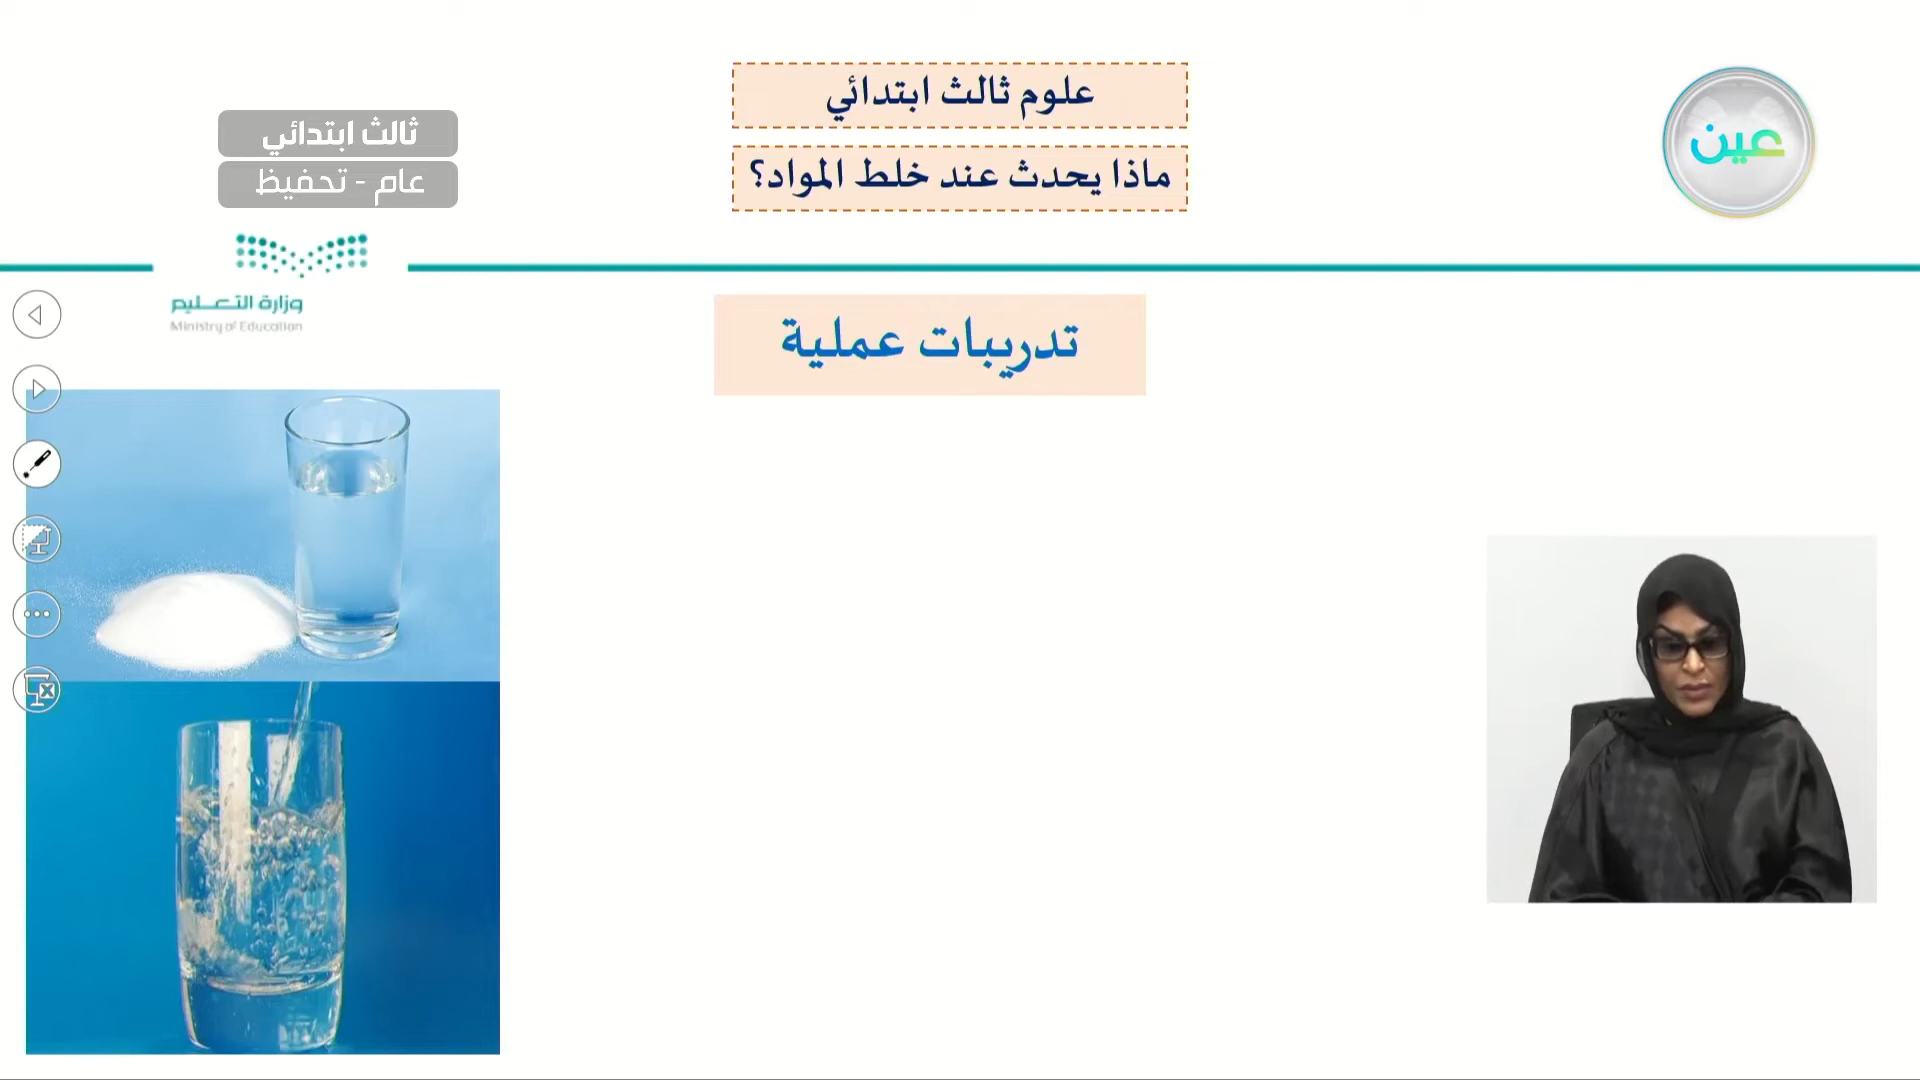 علوم ثالث ابتدائي
ماذا يحدث عند خلط المواد؟
عين
ثالث ابتدائي
عام - تحفيظ
وزارة التعليم
Ministry of Education
تدريبات عملية